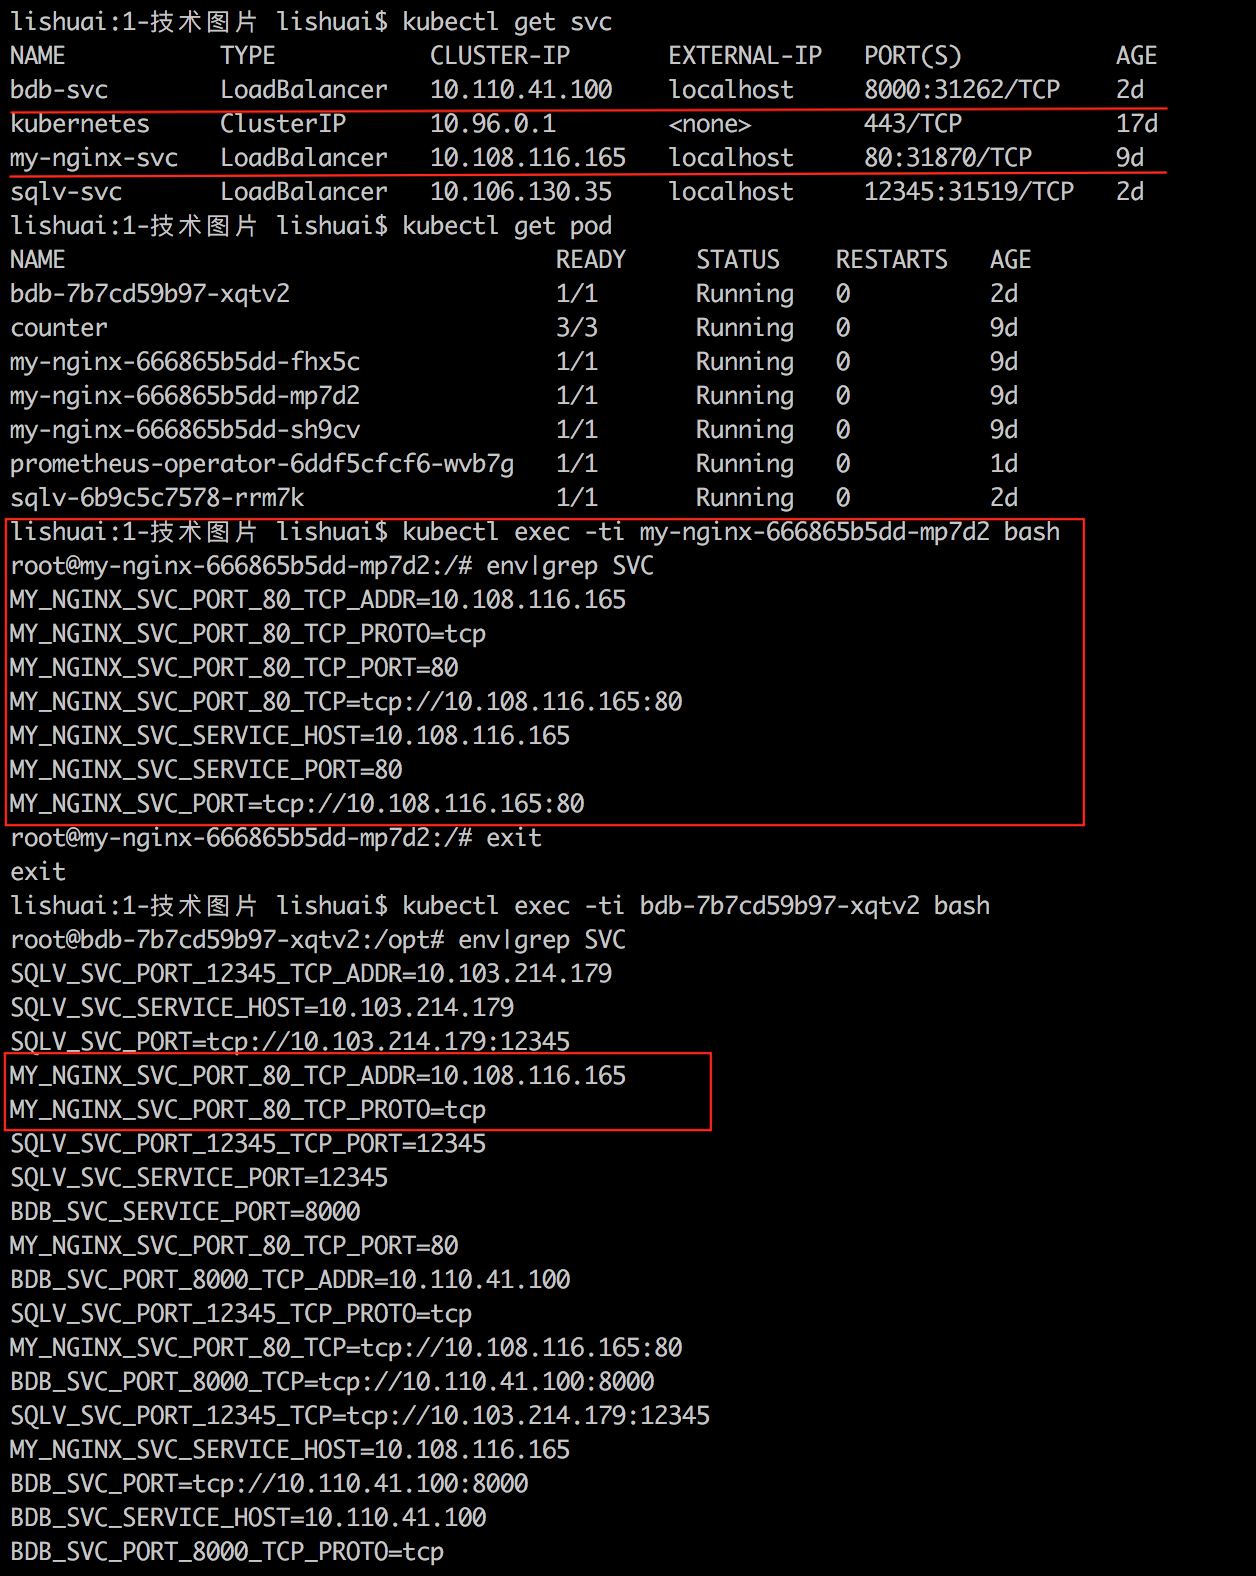 lishuai:1-技术图片 lishuai$ kubectl get svc
NAME TYPE CLUSTER-IP EXTERNAL-IP PORT(S) AGE
bdb-svc LoadBalancer 10.110.41.100 localhost 8000:31262/TCP 2d
kubernetes ClusterIP 10.96.0.1 <none> 443/TCP 17d
my-nginx-svc LoadBalancer 10.108.116.165 localhost 80:31870/TCP 9d
sqlv-svc LoadBalancer 10.106.130.35 localhost 12345:31519/TCP 2d
lishuai:1-技术图片 lishuai$ kubectl get pod
NAME READY STATUS RESTARTS AGE
bdb-7b7cd59b97-xqtv2 1/1 Running 0 2d
counter 3/3 Running 0 9d
my-nginx-666865b5dd-fhx5c 1/1 Running 0 9d
my-nginx-666865b5dd-mp7d2 1/1 Running 0 9d
my-nginx-666865b5dd-sh9cv 1/1 Running 0 9d
prometheus-operator-6ddf5cfcf6-wvb7g 1/1 Running 0 1d
sqlv-6b9c5c7578-rrm7k 1/1 Running 0 2d
lishuai:1-技术图片 lishuai$ kubectl exec -ti my-nginx-666865b5dd-mp7d2 bash
root@my-nginx-666865b5dd-mp7d2:/# env|grep SVC
MY_NGINX_SVC_PORT_80_TCP_ADDR=10.108.116.165
MY_NGINX_SVC_PORT_80_TCP_PROTO=tcp
MY_NGINX_SVC_PORT_80_TCP_PORT=80
MY_NGINX_SVC_PORT_80_TCP=tcp://10.108.116.165:80
MY_NGINX_SVC_SERVICE_HOST=10.108.116.165
MY_NGINX_SVC_SERVICE_PORT=80
MY_NGINX_SVC_PORT=tcp://10.108.116.165:80
root@my-nginx-666865b5dd-mp7d2:/# exit
exit
lishuai:1-技术图片 lishuai$ kubectl exec -ti bdb-7b7cd59b97-xqtv2 bash
root@bdb-7b7cd59b97-xqtv2:/opt# env|grep SVC
SQLV_SVC_PORT_12345_TCP_ADDR=10.103.214.179
SQLV_SVC_SERVICE_HOST=10.103.214.179
SQLV_SVC_PORT=tcp://10.103.214.179:12345
MY_NGINX_SVC_PORT_80_TCP_ADDR=10.108.116.165
MY_NGINX_SVC_PORT_80_TCP_PROTO=tcp
SQLV_SVC_PORT_12345_TCP_PORT=12345
SQLV_SVC_SERVICE_PORT=12345
BDB_SVC_SERVICE_PORT=8000
MY_NGINX_SVC_PORT_80_TCP_PORT=80
BDB_SVC_PORT_8000_TCP_ADDR=10.110.41.100
SQLV_SVC_PORT_12345_TCP_PROTO=tcp
MY_NGINX_SVC_PORT_80_TCP=tcp://10.108.116.165:80
BDB_SVC_PORT_8000_TCP=tcp://10.110.41.100:8000
SQLV_SVC_PORT_12345_TCP=tcp://10.103.214.179:12345
MY_NGINX_SVC_SERVICE_HOST=10.108.116.165
BDB_SVC_PORT=tcp://10.110.41.100:8000
BDB_SVC_SERVICE_HOST=10.110.41.100
BDB_SVC_PORT_8000_TCP_PROTO=tcp